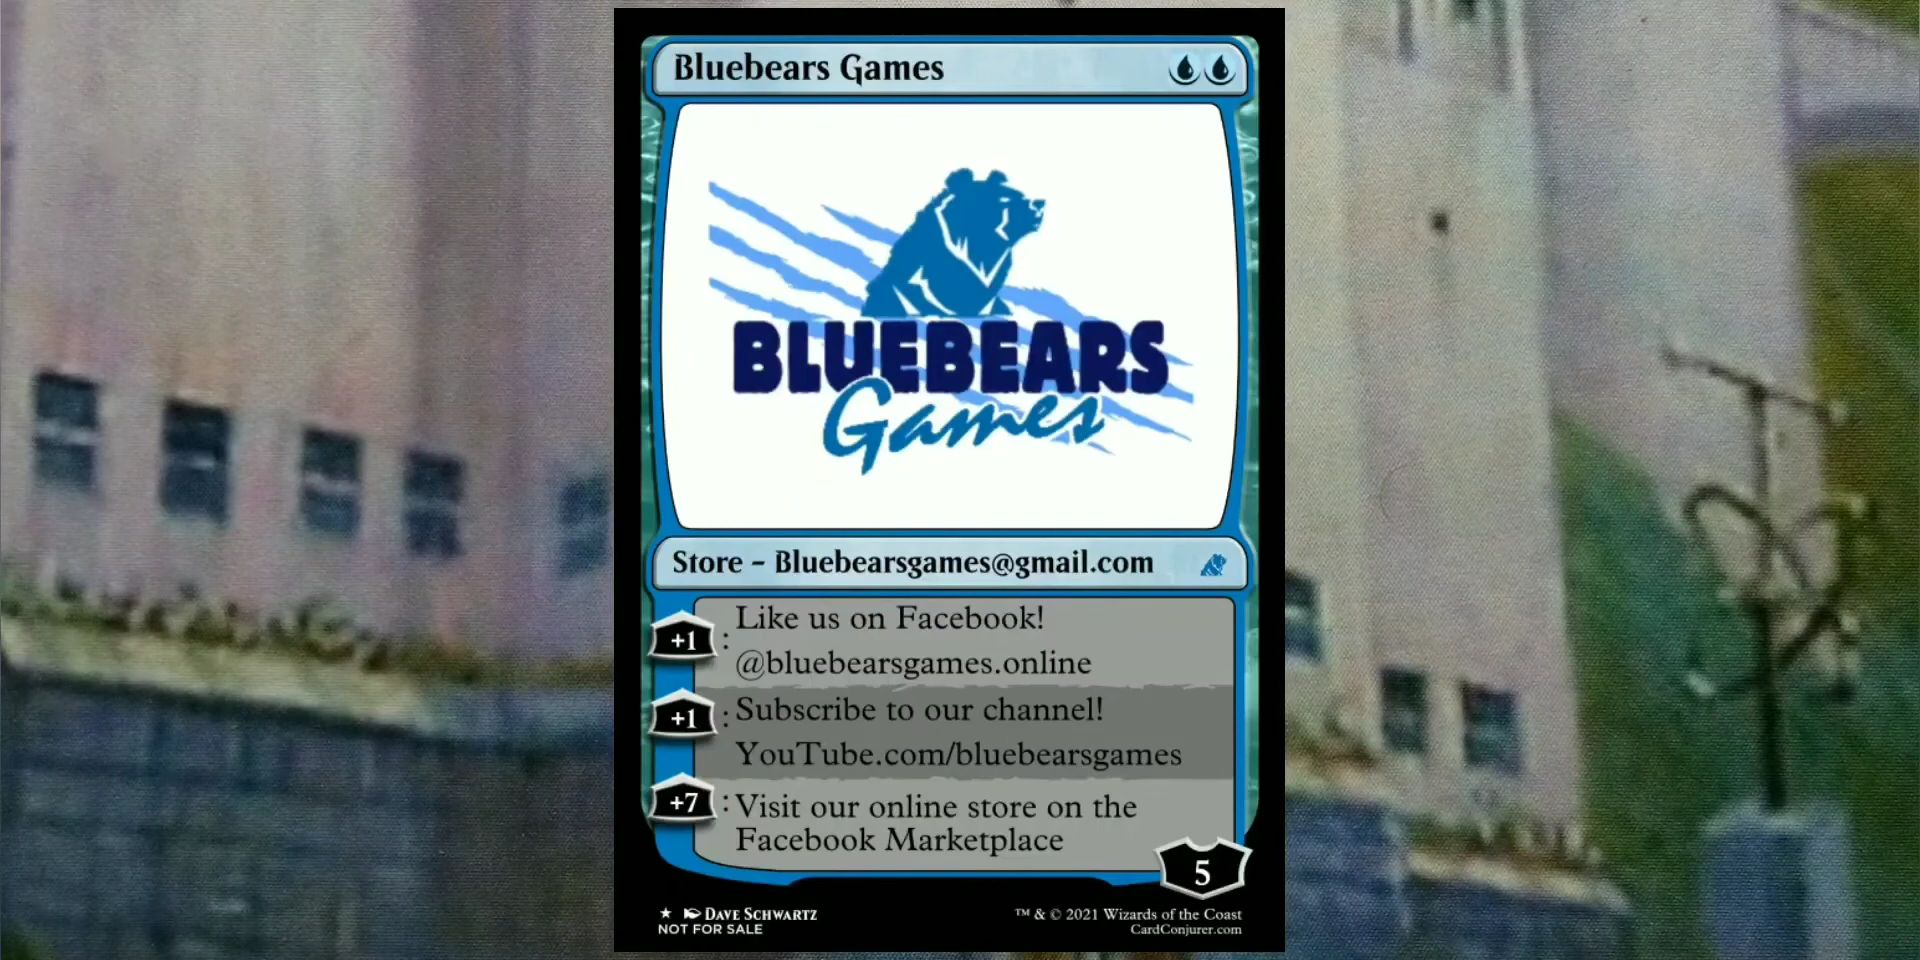 Bluebears Games
BLUEBEARS
Games
Store – Bluebearsgames@gmail.com
+1 : Like us on Facebook!
@bluebearsgames.online
+1 : Subscribe to our channel!
YouTube.com/bluebearsgames
+7 : Visit our online store on the
Facebook Marketplace
5
★ DAVE SCHWARTZ
NOT FOR SALE
™ & © 2021 Wizards of the Coast
CardConjurer.com